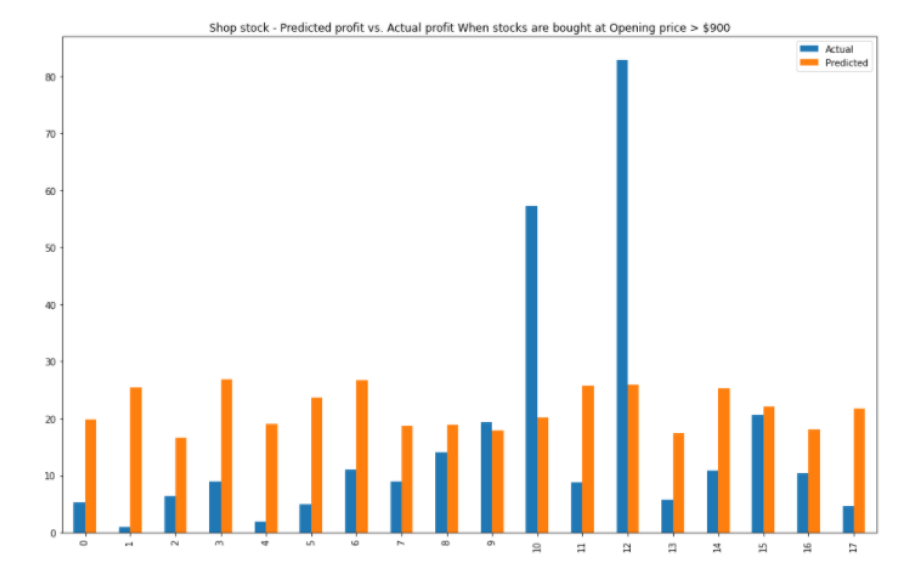 Shop stock - Predicted profit vs. Actual profit When stocks are bought at Opening price > $900
Actual
Predicted
80
70
60
50
40
30
20
10
0
0 1 2 3 4 5 6 7 8 9 10 11 12 13 14 15 16 17